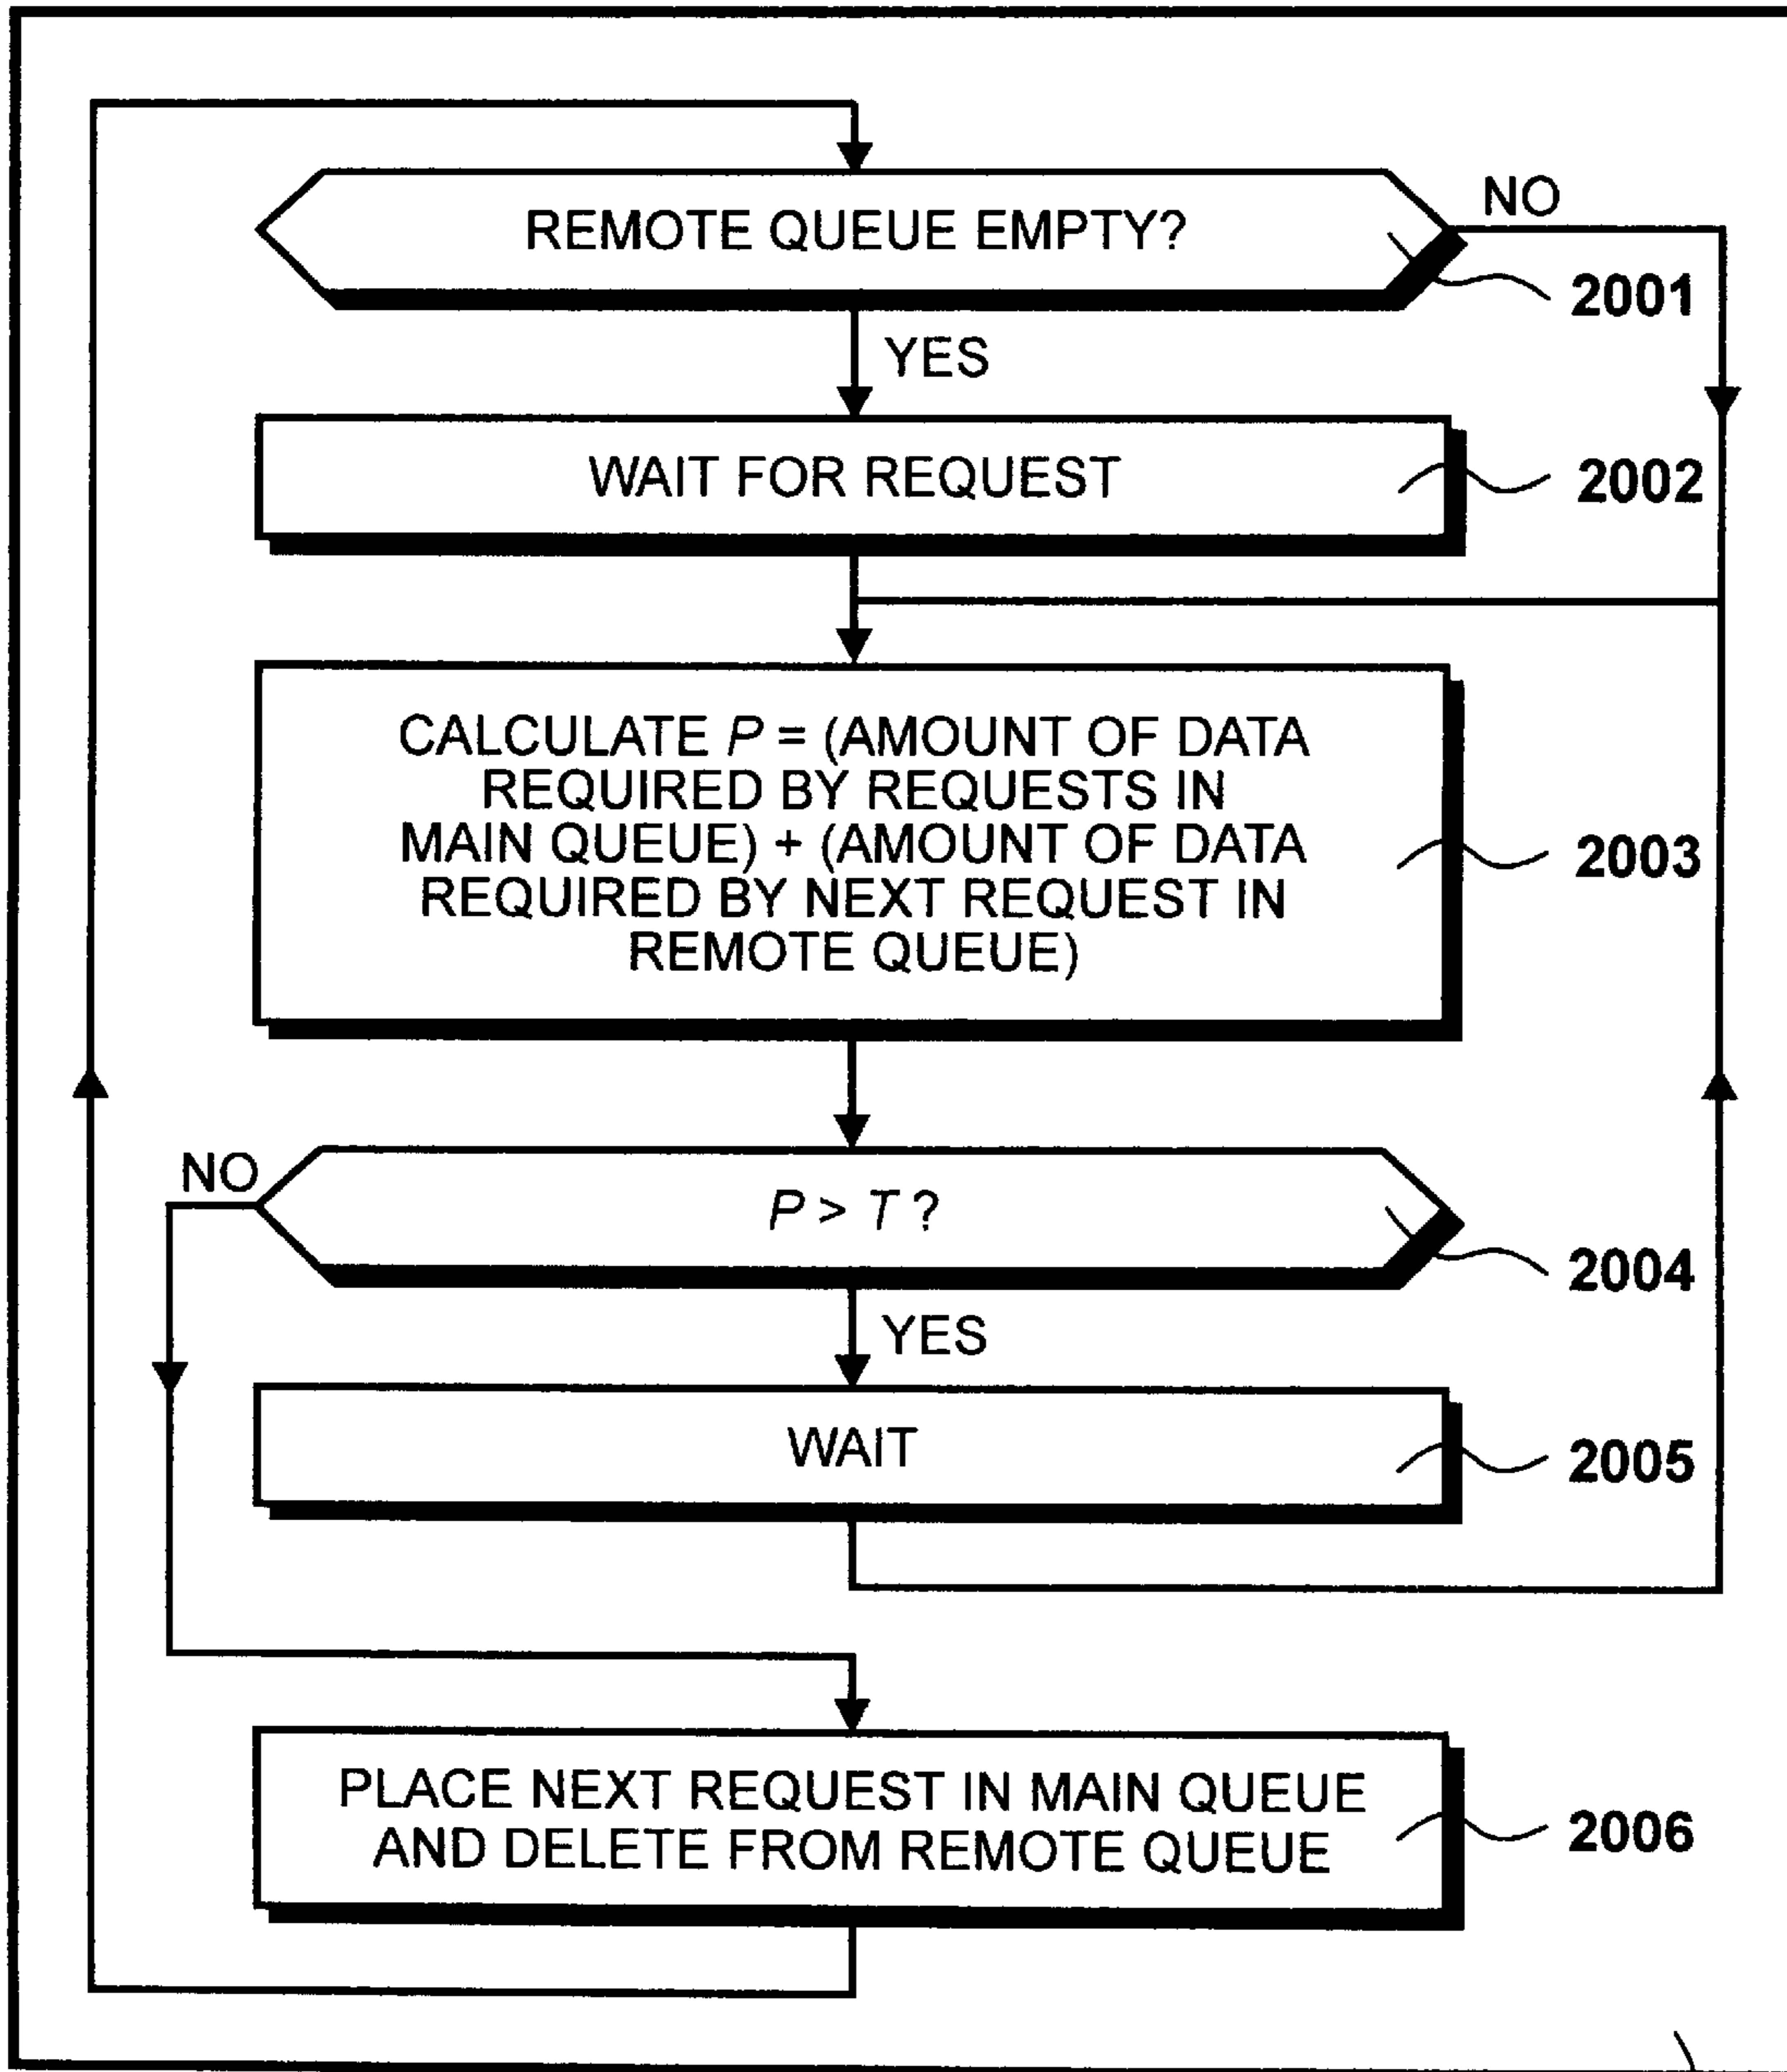 REMOTE QUEUE EMPTY?
NO
2001
YES
WAIT FOR REQUEST
2002
CALCULATE P = (AMOUNT OF DATA
REQUIRED BY REQUESTS IN
MAIN QUEUE) + (AMOUNT OF DATA
REQUIRED BY NEXT REQUEST IN
REMOTE QUEUE)
2003
NO
P > T ?
2004
YES
WAIT
2005
PLACE NEXT REQUEST IN MAIN QUEUE
AND DELETE FROM REMOTE QUEUE
2006